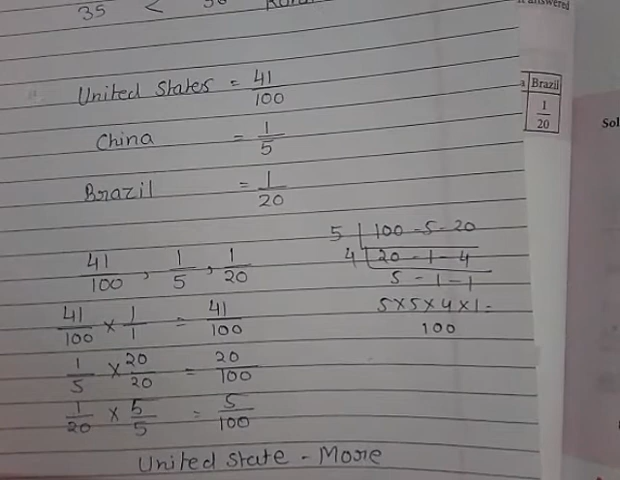 35 <
answered
United States = 41/100
Brazil
1/20
China = 1/5
Sol
Brazil = 1/20
41/100, 1/5, 1/20
5 | 100 - 5 - 20
4 | 20 - 1 - 4
5 - 1 - 1
5 × 5 × 4 × 1 =
100
41/100 × 1/1 = 41/100
1/5 × 20/20 = 20/100
1/20 × 5/5 = 5/100
United State - More